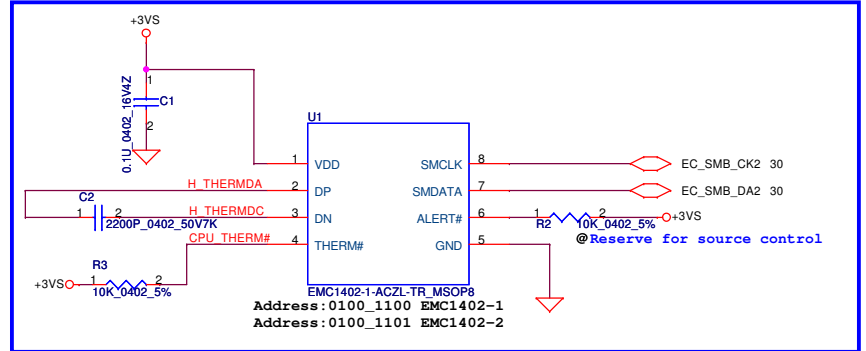 +3VS
1
C1
2
0.1U_0402_16V4Z
U1
1 VDD SMCLK 8 EC_SMB_CK2 30
H_THERMDA 2 DP SMDATA 7 EC_SMB_DA2 30
C2
1 2 H_THERMDC 3 DN ALERT# 6 1 2 +3VS
2200P_0402_50V7K R2 10K_0402_5%
CPU_THERM# 4 THERM# GND 5 @Reserve for source control
R3
+3VS 1 2
10K_0402_5%
EMC1402-1-ACZL-TR_MSOP8
Address:0100_1100 EMC1402-1
Address:0100_1101 EMC1402-2